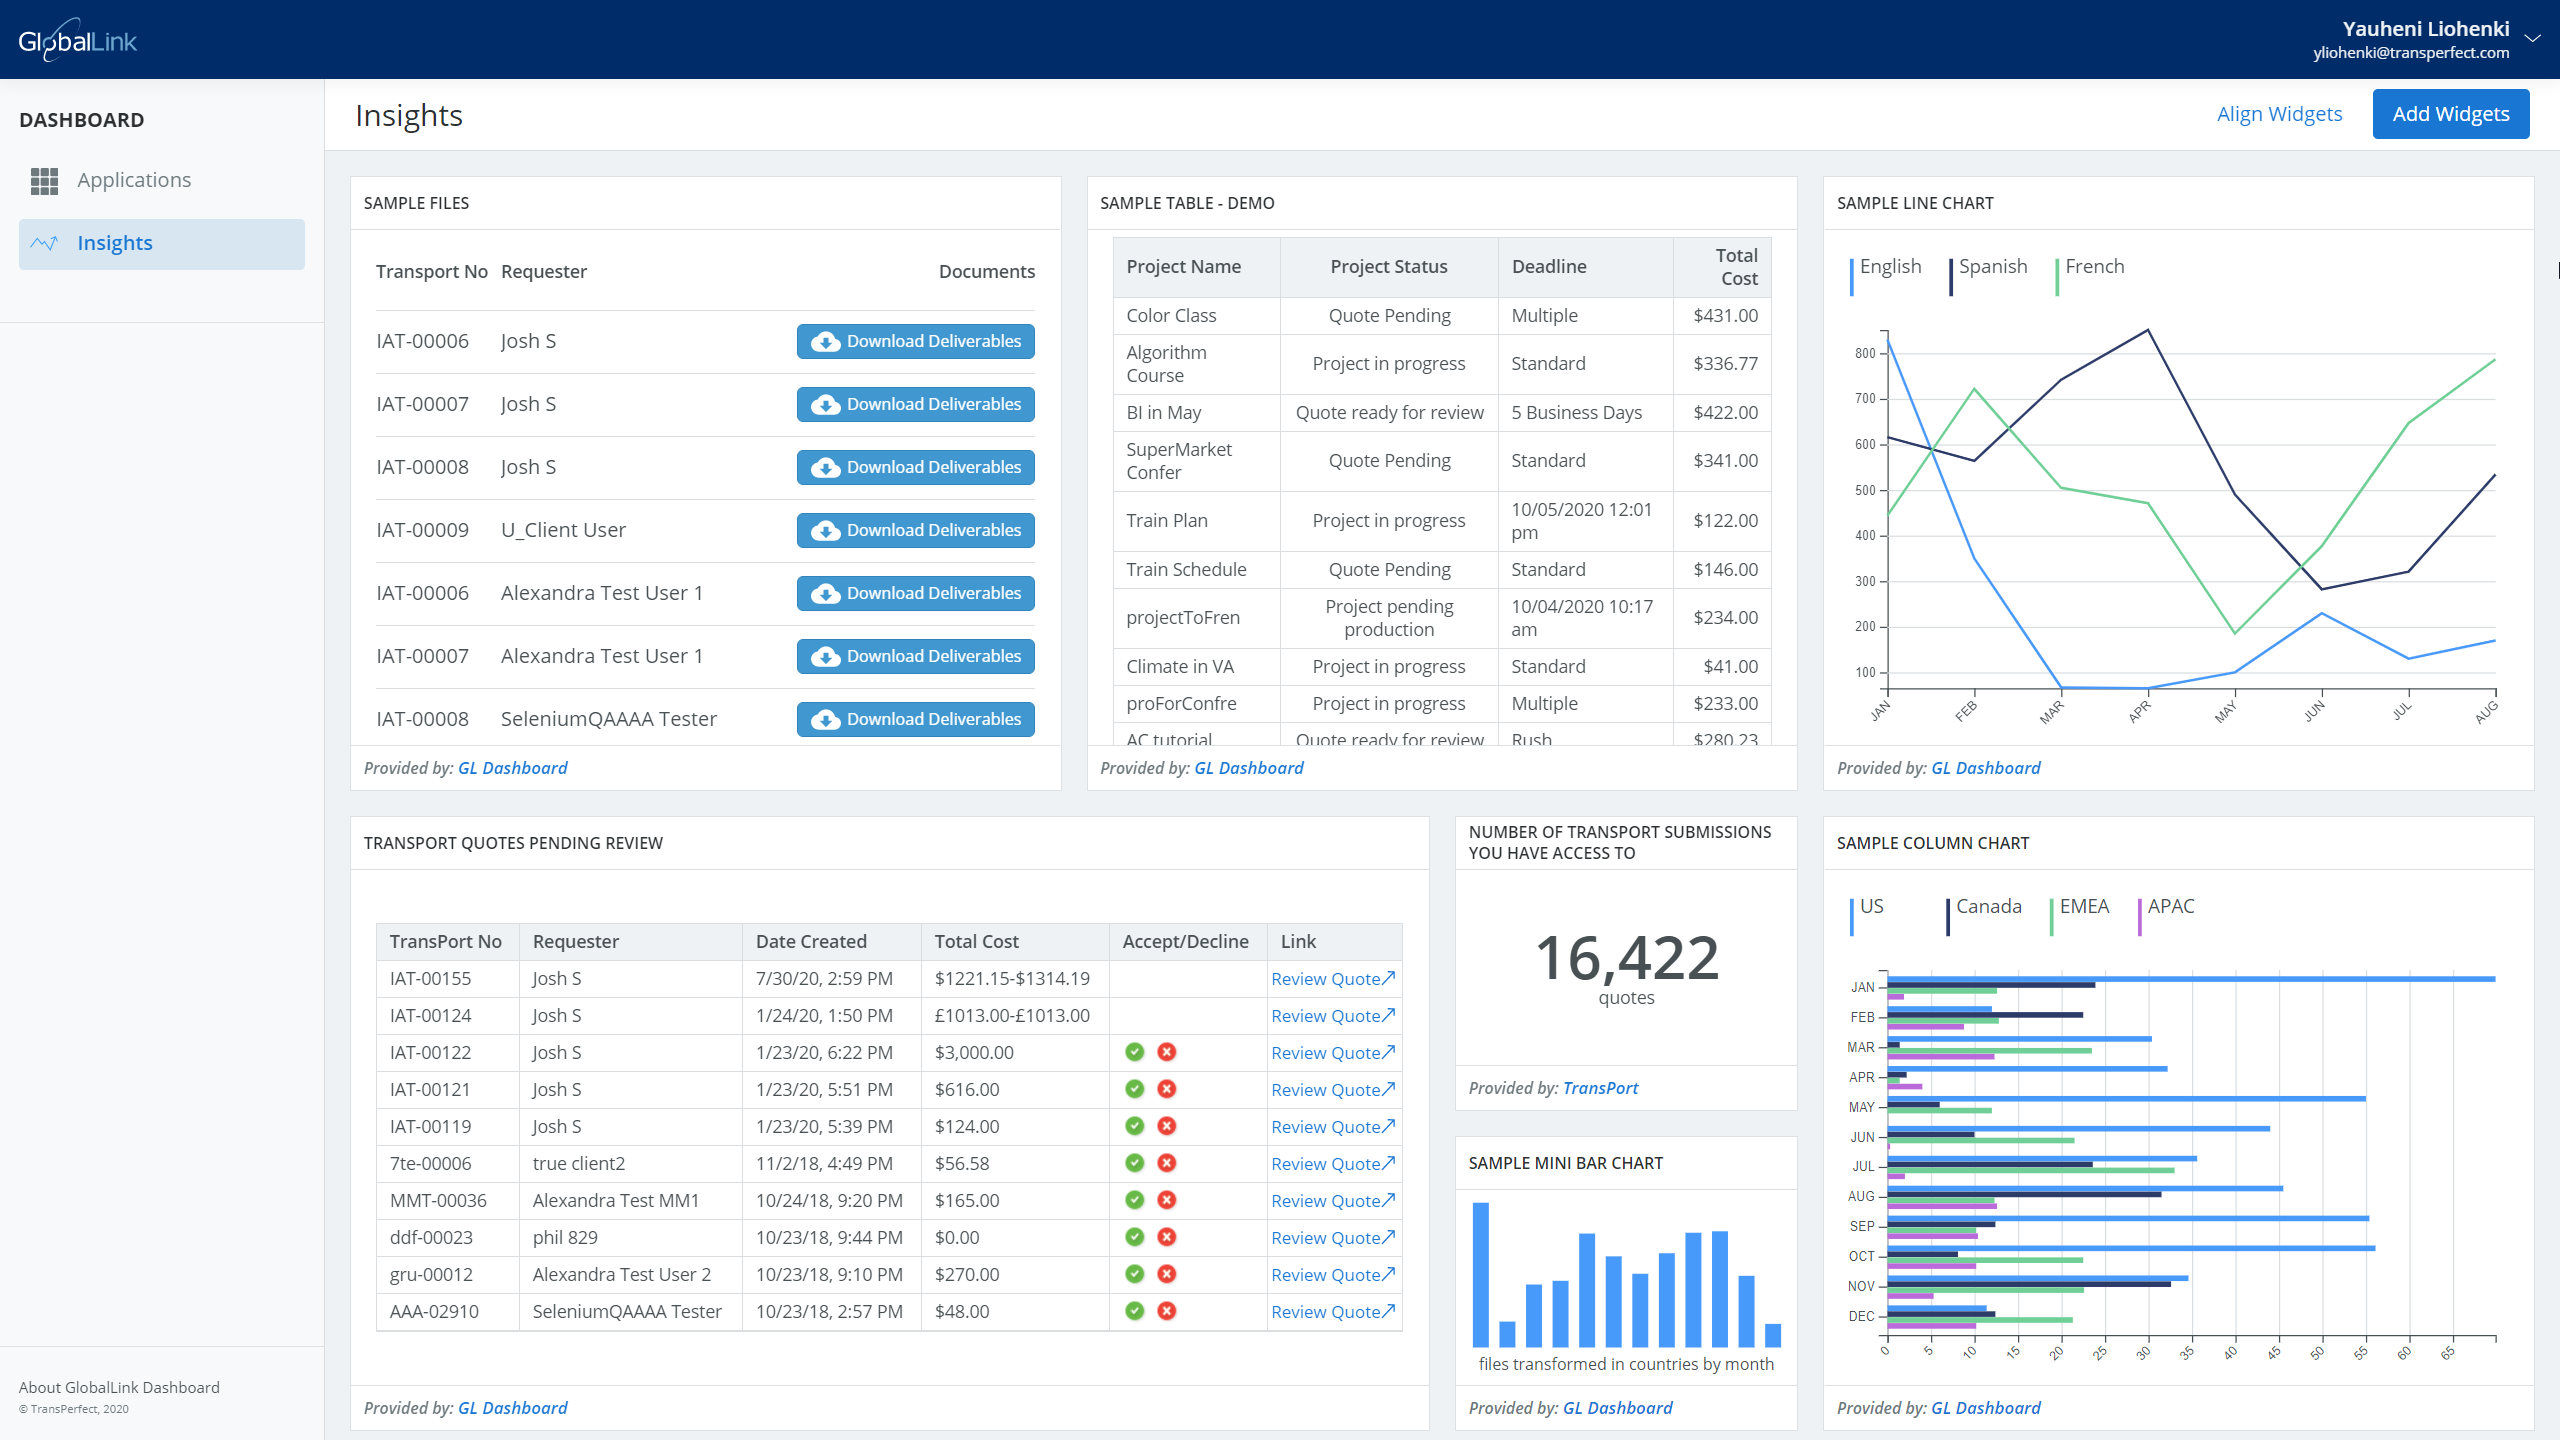 GlobalLink
Yauheni Liohenki
yliohenki@transperfect.com
DASHBOARD
Applications
Insights
About GlobalLink Dashboard
© TransPerfect, 2020
Insights
Align Widgets
Add Widgets
SAMPLE FILES
Transport No Requester Documents
IAT-00006 Josh S Download Deliverables
IAT-00007 Josh S Download Deliverables
IAT-00008 Josh S Download Deliverables
IAT-00009 U_Client User Download Deliverables
IAT-00006 Alexandra Test User 1 Download Deliverables
IAT-00007 Alexandra Test User 1 Download Deliverables
IAT-00008 SeleniumQAAAA Tester Download Deliverables
Provided by: GL Dashboard
SAMPLE TABLE - DEMO
Project Name Project Status Deadline Total
Cost
Color Class Quote Pending Multiple $431.00
Algorithm
Course Project in progress Standard $336.77
BI in May Quote ready for review 5 Business Days $422.00
SuperMarket
Confer Quote Pending Standard $341.00
Train Plan Project in progress 10/05/2020 12:01
pm $122.00
Train Schedule Quote Pending Standard $146.00
projectToFren Project pending
production 10/04/2020 10:17
am $234.00
Climate in VA Project in progress Standard $41.00
proForConfre Project in progress Multiple $233.00
AC tutorial Quote ready for review Rush $280.23
Provided by: GL Dashboard
SAMPLE LINE CHART
English Spanish French
800
700
600
500
400
300
200
100
JAN FEB MAR APR MAY JUN JUL AUG
Provided by: GL Dashboard
TRANSPORT QUOTES PENDING REVIEW
TransPort No Requester Date Created Total Cost Accept/Decline Link
IAT-00155 Josh S 7/30/20, 2:59 PM $1221.15-$1314.19 Review Quote
IAT-00124 Josh S 1/24/20, 1:50 PM £1013.00-£1013.00 Review Quote
IAT-00122 Josh S 1/23/20, 6:22 PM $3,000.00 Review Quote
IAT-00121 Josh S 1/23/20, 5:51 PM $616.00 Review Quote
IAT-00119 Josh S 1/23/20, 5:39 PM $124.00 Review Quote
7te-00006 true client2 11/2/18, 4:49 PM $56.58 Review Quote
MMT-00036 Alexandra Test MM1 10/24/18, 9:20 PM $165.00 Review Quote
ddf-00023 phil 829 10/23/18, 9:44 PM $0.00 Review Quote
gru-00012 Alexandra Test User 2 10/23/18, 9:10 PM $270.00 Review Quote
AAA-02910 SeleniumQAAAA Tester 10/23/18, 2:57 PM $48.00 Review Quote
Provided by: GL Dashboard
NUMBER OF TRANSPORT SUBMISSIONS
YOU HAVE ACCESS TO
16,422
quotes
Provided by: TransPort
SAMPLE MINI BAR CHART
files transformed in countries by month
Provided by: GL Dashboard
SAMPLE COLUMN CHART
US Canada EMEA APAC
JAN
FEB
MAR
APR
MAY
JUN
JUL
AUG
SEP
OCT
NOV
DEC
0 5 10 15 20 25 30 35 40 45 50 55 60 65
Provided by: GL Dashboard